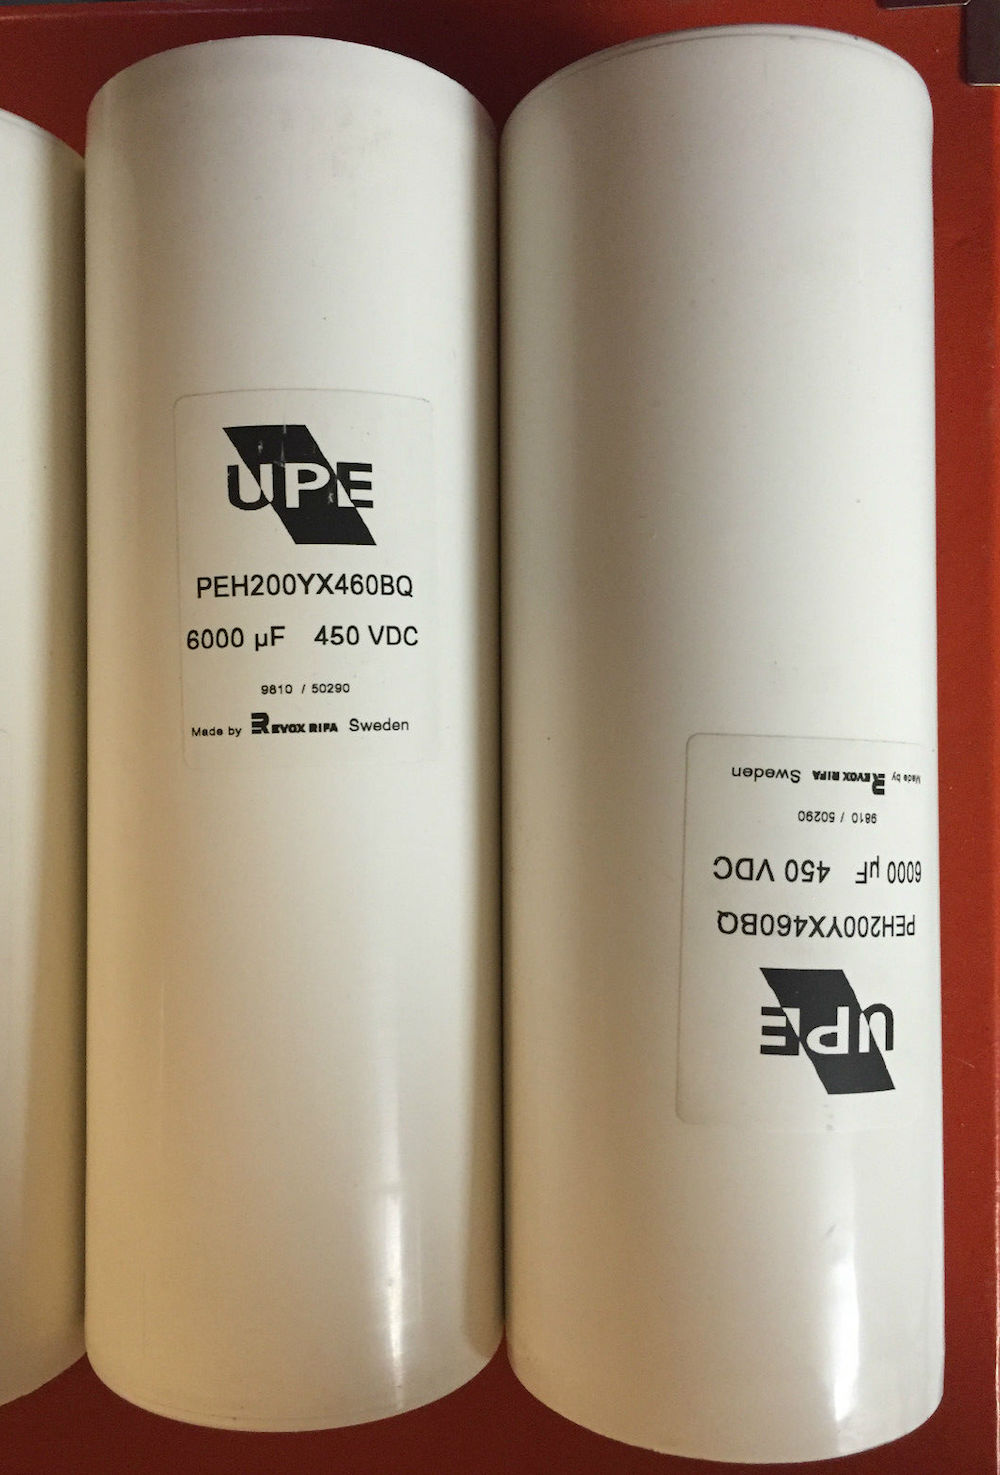 UPE
PEH200YX460BQ
6000 µF 450 VDC
9810 / 50290
Made by REVOX RIFA Sweden
UPE
PEH200YX460BQ
6000 µF 450 VDC
9810 / 50290
Made by REVOX RIFA Sweden